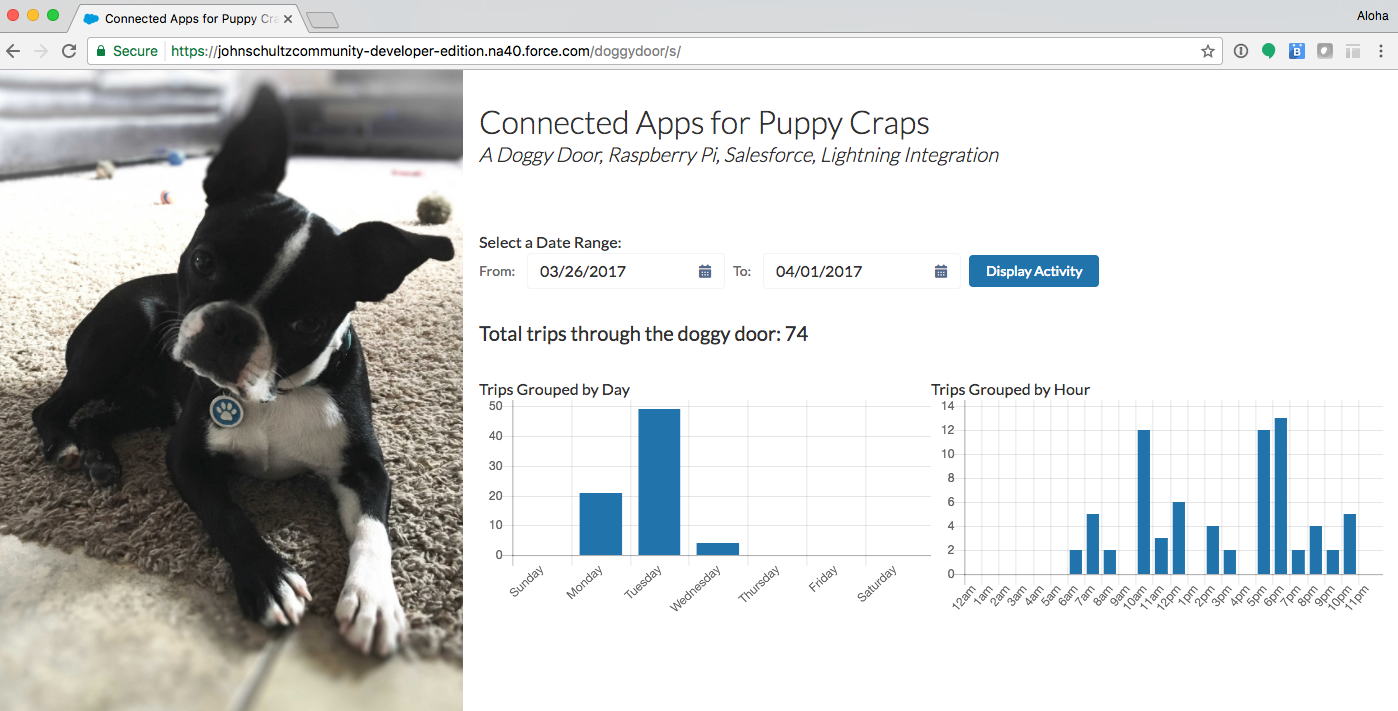 Connected Apps for Puppy Cra
Aloha
Secure https://johnschultzcommunity-developer-edition.na40.force.com/doggydoor/s/
Connected Apps for Puppy Craps
A Doggy Door, Raspberry Pi, Salesforce, Lightning Integration
Select a Date Range:
From: 03/26/2017 To: 04/01/2017 Display Activity
Total trips through the doggy door: 74
Trips Grouped by Day
50
40
30
20
10
0
Sunday Monday Tuesday Wednesday Thursday Friday Saturday
Trips Grouped by Hour
14
12
10
8
6
4
2
0
12am 1am 2am 3am 4am 5am 6am 7am 8am 9am 10am 11am 12pm 1pm 2pm 3pm 4pm 5pm 6pm 7pm 8pm 9pm 10pm 11pm